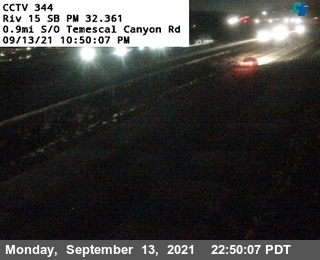 CCTV 344
Riv 15 SB PM 32.361
0.9mi S/O Temescal Canyon Rd
09/13/21 10:50:07 PM
Monday, September 13, 2021 22:50:07 PDT